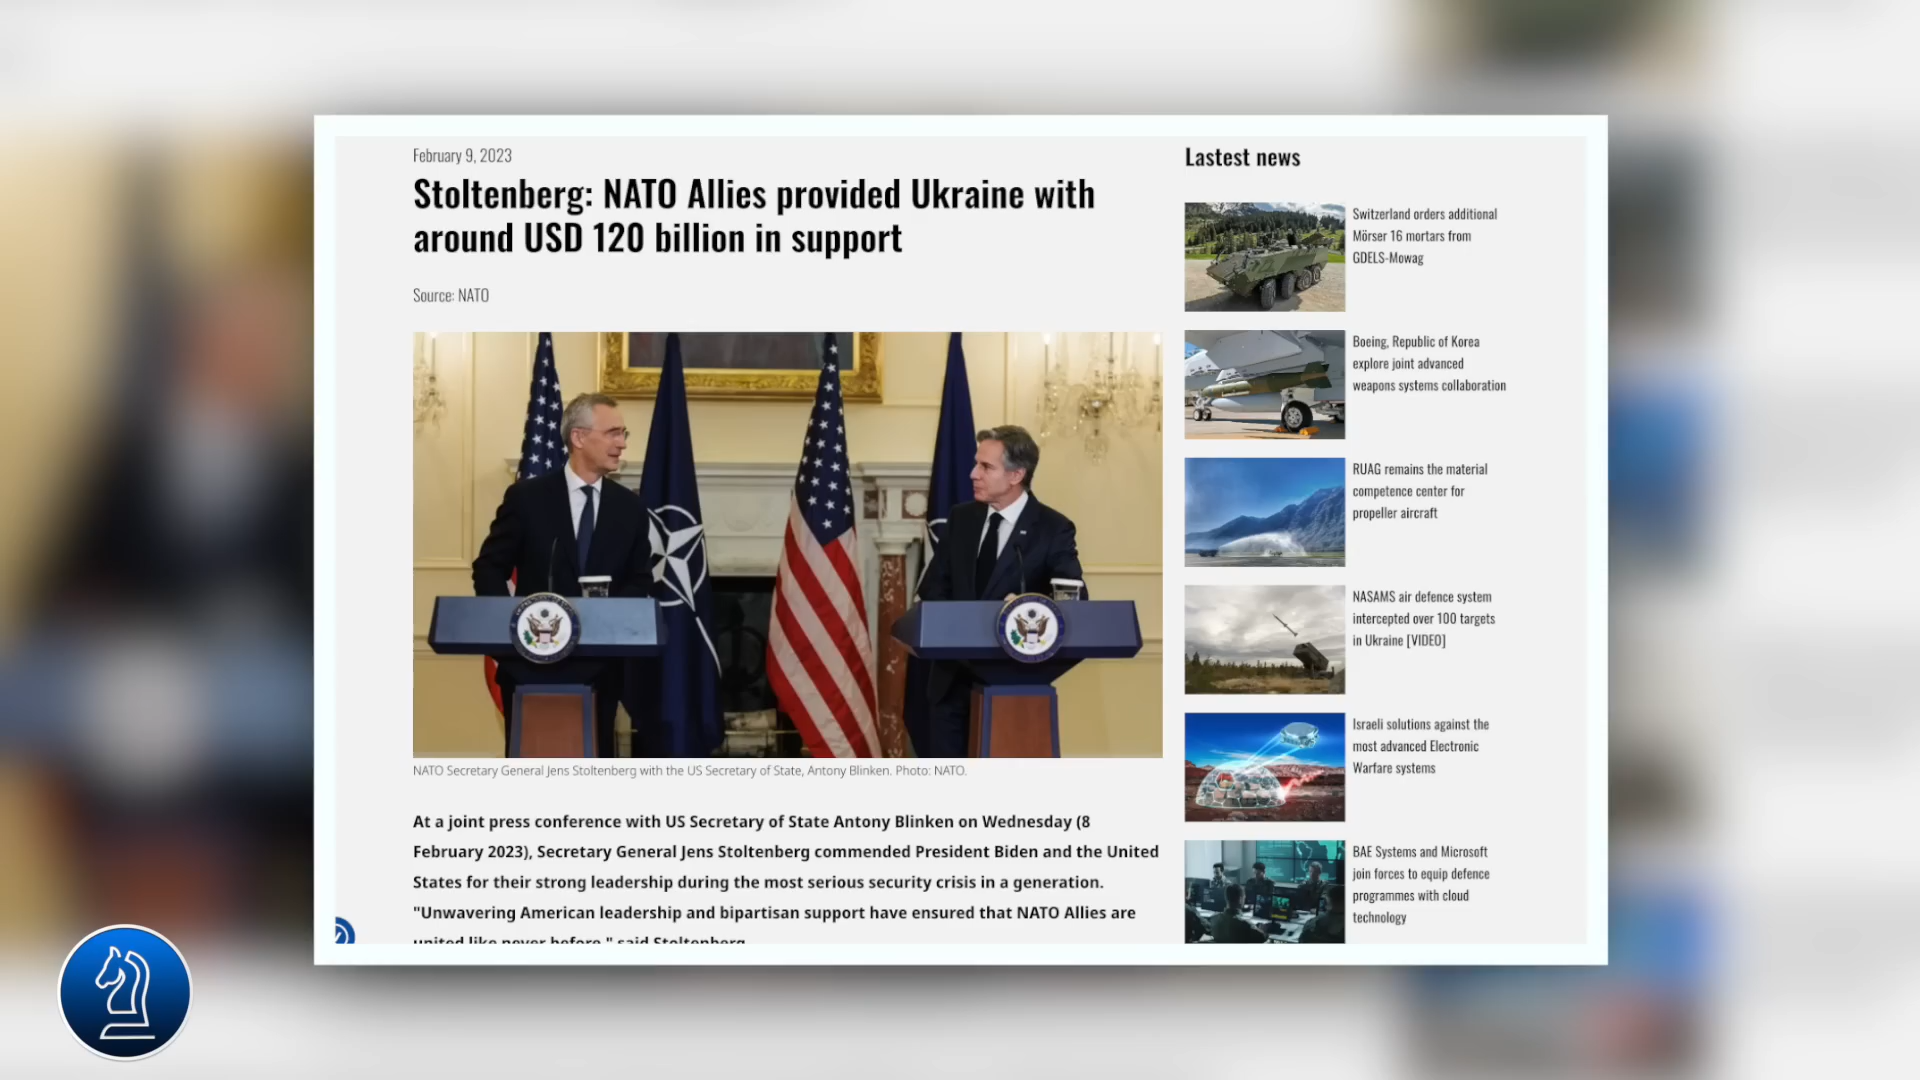 February 9, 2023
Stoltenberg: NATO Allies provided Ukraine with
around USD 120 billion in support
Source: NATO
NATO Secretary General Jens Stoltenberg with the US Secretary of State, Antony Blinken. Photo: NATO.
At a joint press conference with US Secretary of State Antony Blinken on Wednesday (8
February 2023), Secretary General Jens Stoltenberg commended President Biden and the United
States for their strong leadership during the most serious security crisis in a generation.
"Unwavering American leadership and bipartisan support have ensured that NATO Allies are
united like never before," said Stoltenberg.
Lastest news
Switzerland orders additional
Mörser 16 mortars from
GDELS-Mowag
Boeing, Republic of Korea
explore joint advanced
weapons systems collaboration
RUAG remains the material
competence center for
propeller aircraft
NASAMS air defence system
intercepted over 100 targets
in Ukraine [VIDEO]
Israeli solutions against the
most advanced Electronic
Warfare systems
BAE Systems and Microsoft
join forces to equip defence
programmes with cloud
technology